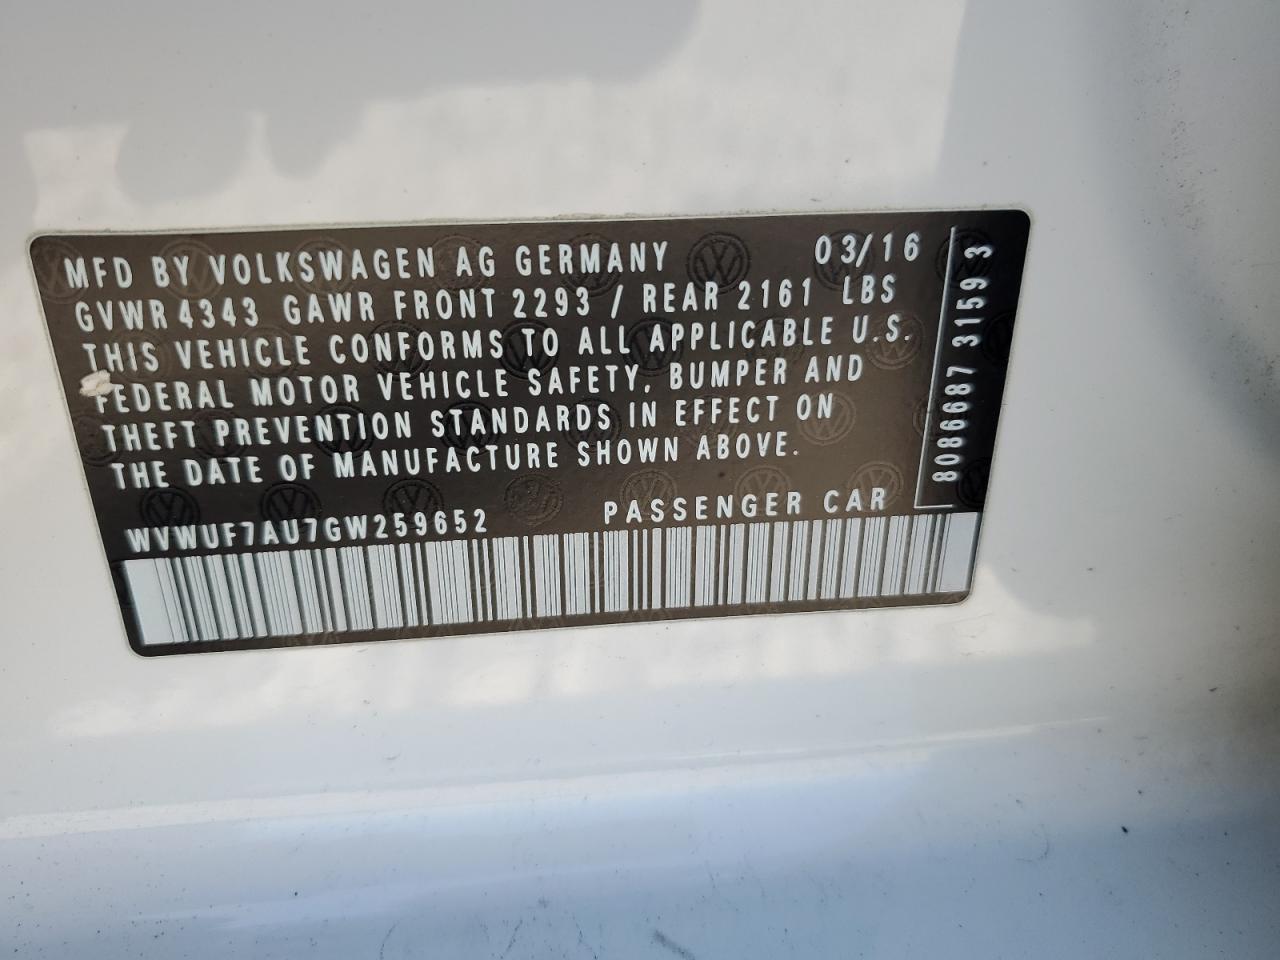 MFD BY VOLKSWAGEN AG GERMANY 03/16
GVWR 4343 GAWR FRONT 2293 / REAR 2161 LBS
THIS VEHICLE CONFORMS TO ALL APPLICABLE U.S.
FEDERAL MOTOR VEHICLE SAFETY, BUMPER AND
THEFT PREVENTION STANDARDS IN EFFECT ON
THE DATE OF MANUFACTURE SHOWN ABOVE.
WVWUF7AU7GW259652 PASSENGER CAR
8086687 3159 3